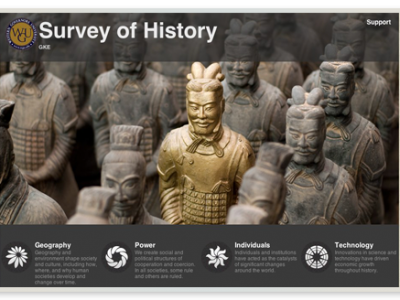 Survey of History
Support
GKE
Geography
Geography and
environment shape society
and culture, including how,
where, and why human
societies develop and
change over time.
Power
We create social and
political structures of
cooperation and coercion.
In all societies, some rule
and others are ruled.
Individuals
Individuals and institutions
have acted as the catalysts
of significant changes
around the world.
Technology
Innovations in science and
technology have driven
economic growth
throughout history.